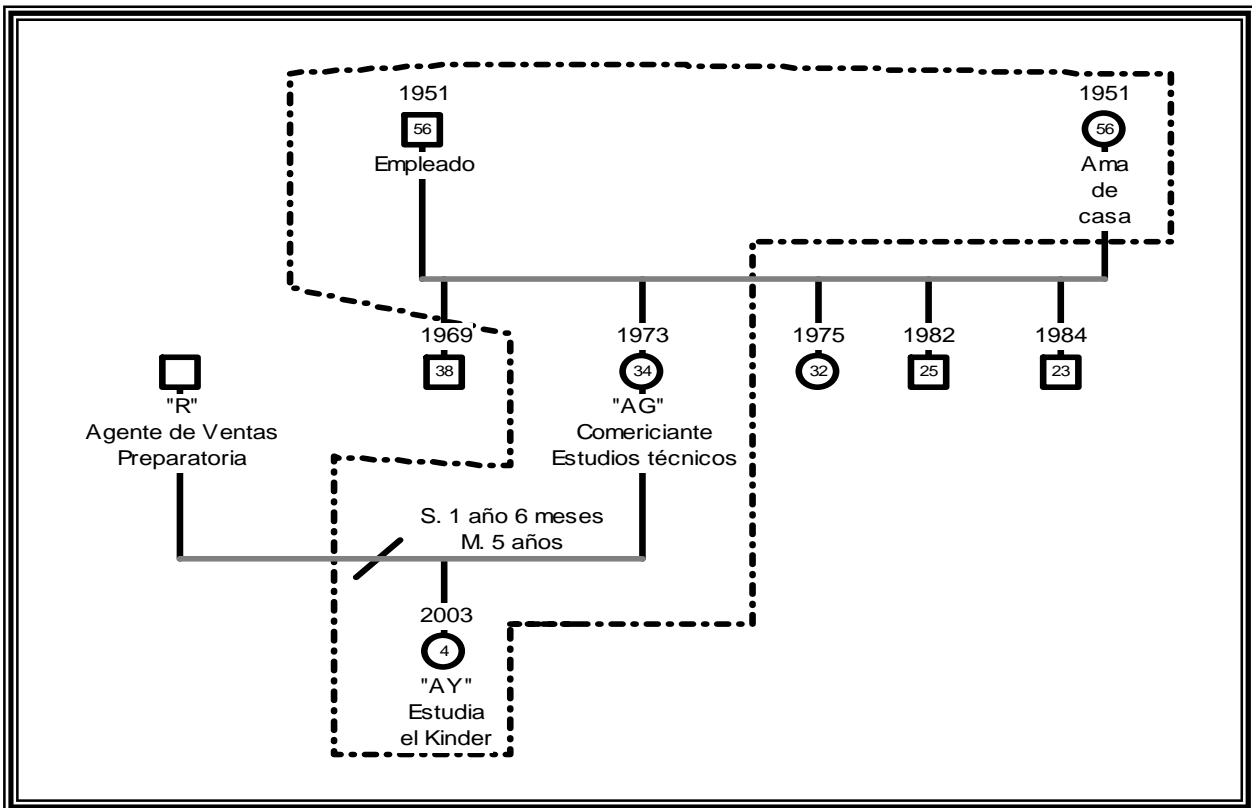 1951
56
Empleado
1951
56
Ama
de
casa
1969
38
1973
34
1975
32
1982
25
1984
23
"R"
Agente de Ventas
Preparatoria
"AG"
Comericiante
Estudios técnicos
S. 1 año 6 meses
M. 5 años
2003
4
"AY"
Estudia
el Kinder